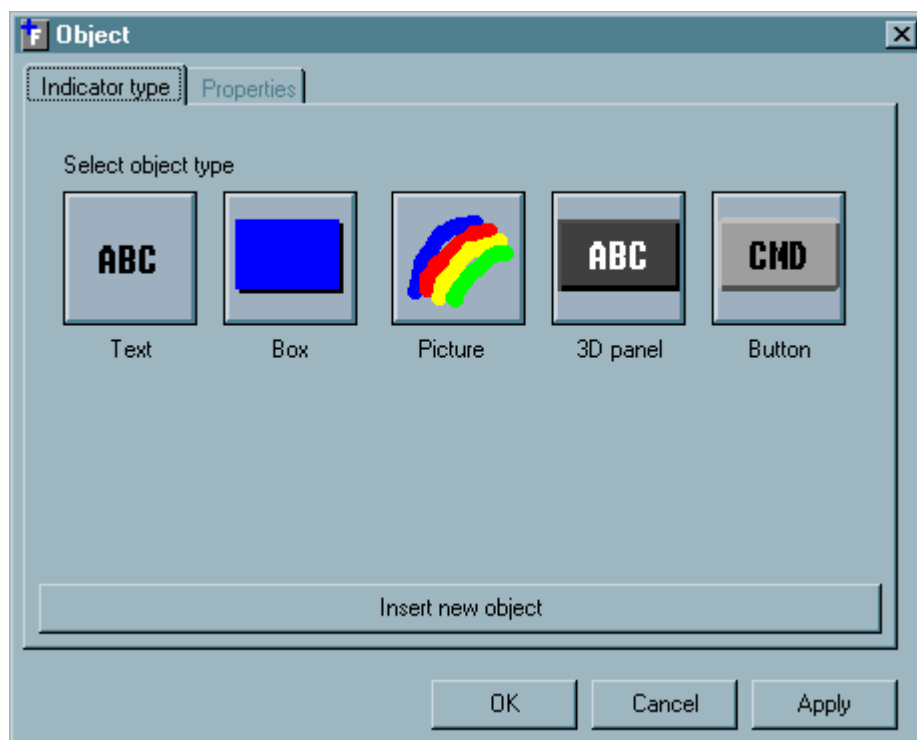 F Object
Indicator type Properties
Select object type
ABC ABC CMD
Text Box Picture 3D panel Button
Insert new object
OK Cancel Apply